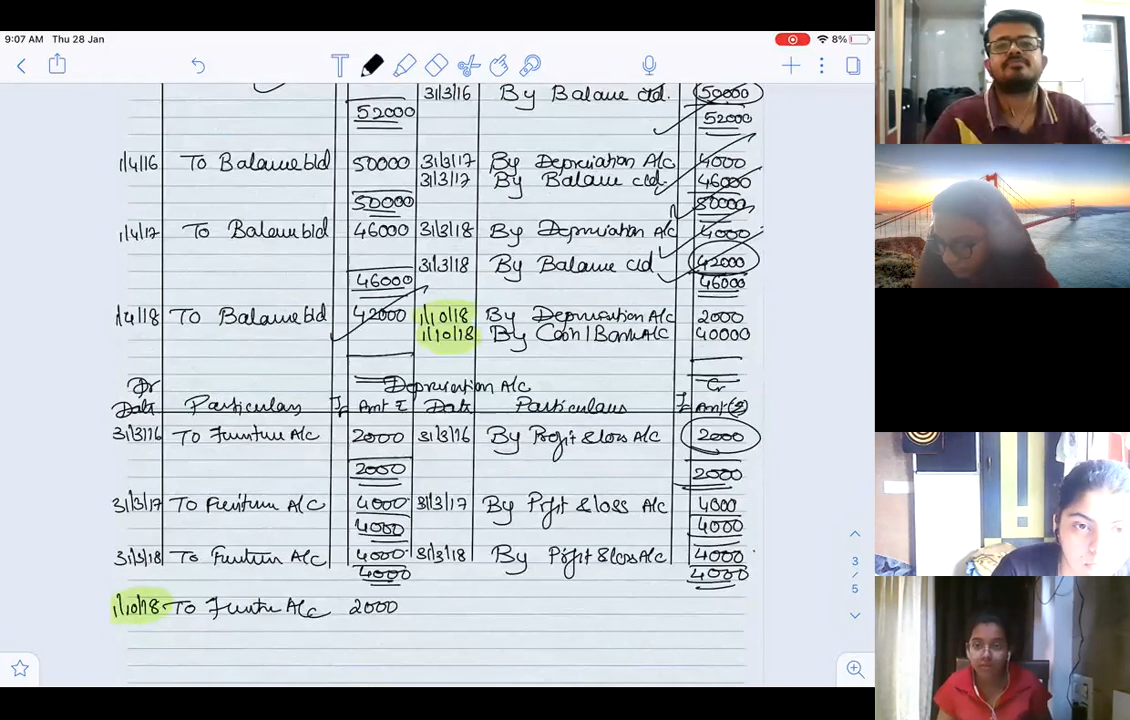 9:07 AM Thu 28 Jan 8%
31/3/16 By Balance c/d. 50000
52000 52000
1/4/16 To Balance b/d 50000 31/3/17 By Depreciation A/c 4000
31/3/17 By Balance c/d. 46000
50000 50000
1/4/17 To Balance b/d 46000 31/3/18 By Depreciation A/c 4000
31/3/18 By Balance c/d 42000
46000 46000
1/4/18 To Balance b/d 42000 1/10/18 By Depreciation A/c 2000
1/10/18 By Cash/Bank A/c 40000
Dr Depreciation A/c Cr
Date Particulars Amt ₹ Date Particulars Amt (₹)
31/3/16 To Furniture A/c 2000 31/3/16 By Profit & loss A/c 2000
2000 2000
31/3/17 To Furniture A/c 4000 31/3/17 By Profit & loss A/c 4000
4000 4000
31/3/18 To Furniture A/c 4000 31/3/18 By Profit & Loss A/c 4000
4000 4000
1/10/18 To Furnitu A/c 2000
3
/
5